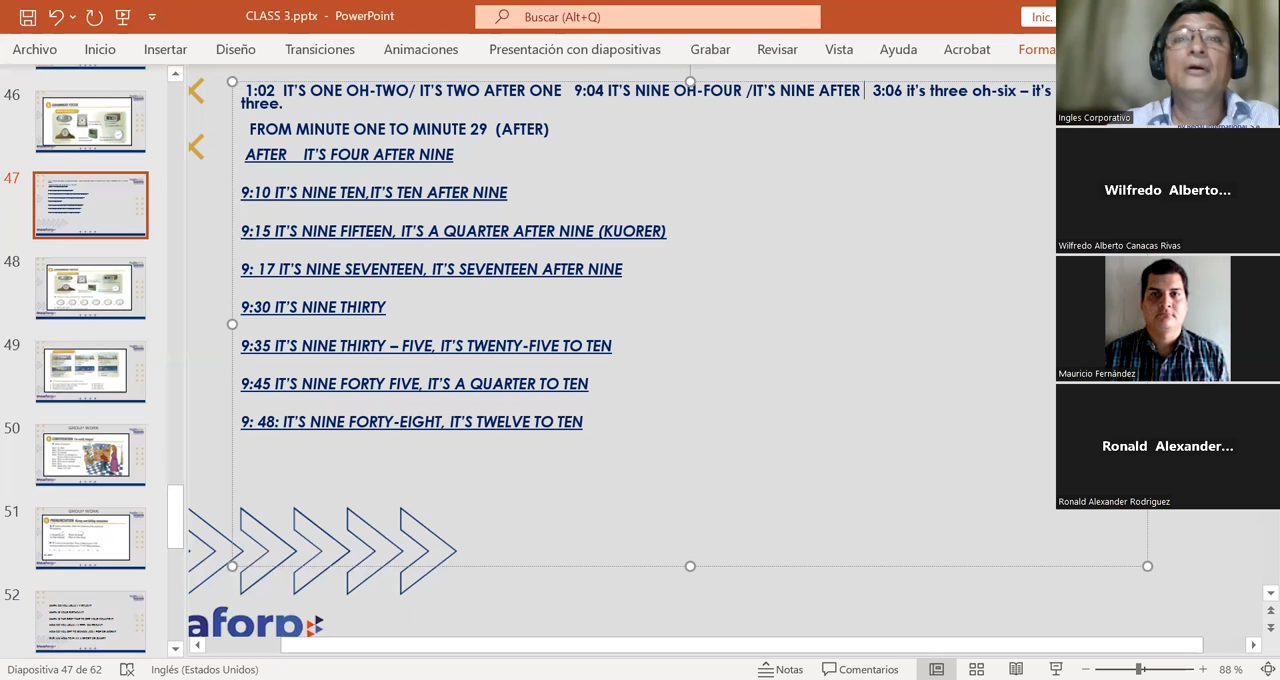 CLASS 3.pptx - PowerPoint
Buscar (Alt+Q)
Inic.
Archivo Inicio Insertar Diseño Transiciones Animaciones Presentación con diapositivas Grabar Revisar Vista Ayuda Acrobat Forma
46
47
48
49
50
51
52
1:02 IT'S ONE OH-TWO/ IT'S TWO AFTER ONE 9:04 IT'S NINE OH-FOUR /IT'S NINE AFTER 3:06 it's three oh-six – it's
three.
FROM MINUTE ONE TO MINUTE 29 (AFTER)
AFTER IT'S FOUR AFTER NINE
9:10 IT'S NINE TEN,IT'S TEN AFTER NINE
9:15 IT'S NINE FIFTEEN, IT'S A QUARTER AFTER NINE (KUORER)
9: 17 IT'S NINE SEVENTEEN, IT'S SEVENTEEN AFTER NINE
9:30 IT'S NINE THIRTY
9:35 IT'S NINE THIRTY – FIVE, IT'S TWENTY-FIVE TO TEN
9:45 IT'S NINE FORTY FIVE, IT'S A QUARTER TO TEN
9: 48: IT'S NINE FORTY-EIGHT, IT'S TWELVE TO TEN
aforp
Ingles Corporativo
Wilfredo Alberto...
Wilfredo Alberto Canacas Rivas
Mauricio Fernández
Ronald Alexander...
Ronald Alexander Rodriguez
Diapositiva 47 de 62
Inglés (Estados Unidos)
Notas
Comentarios
88 %